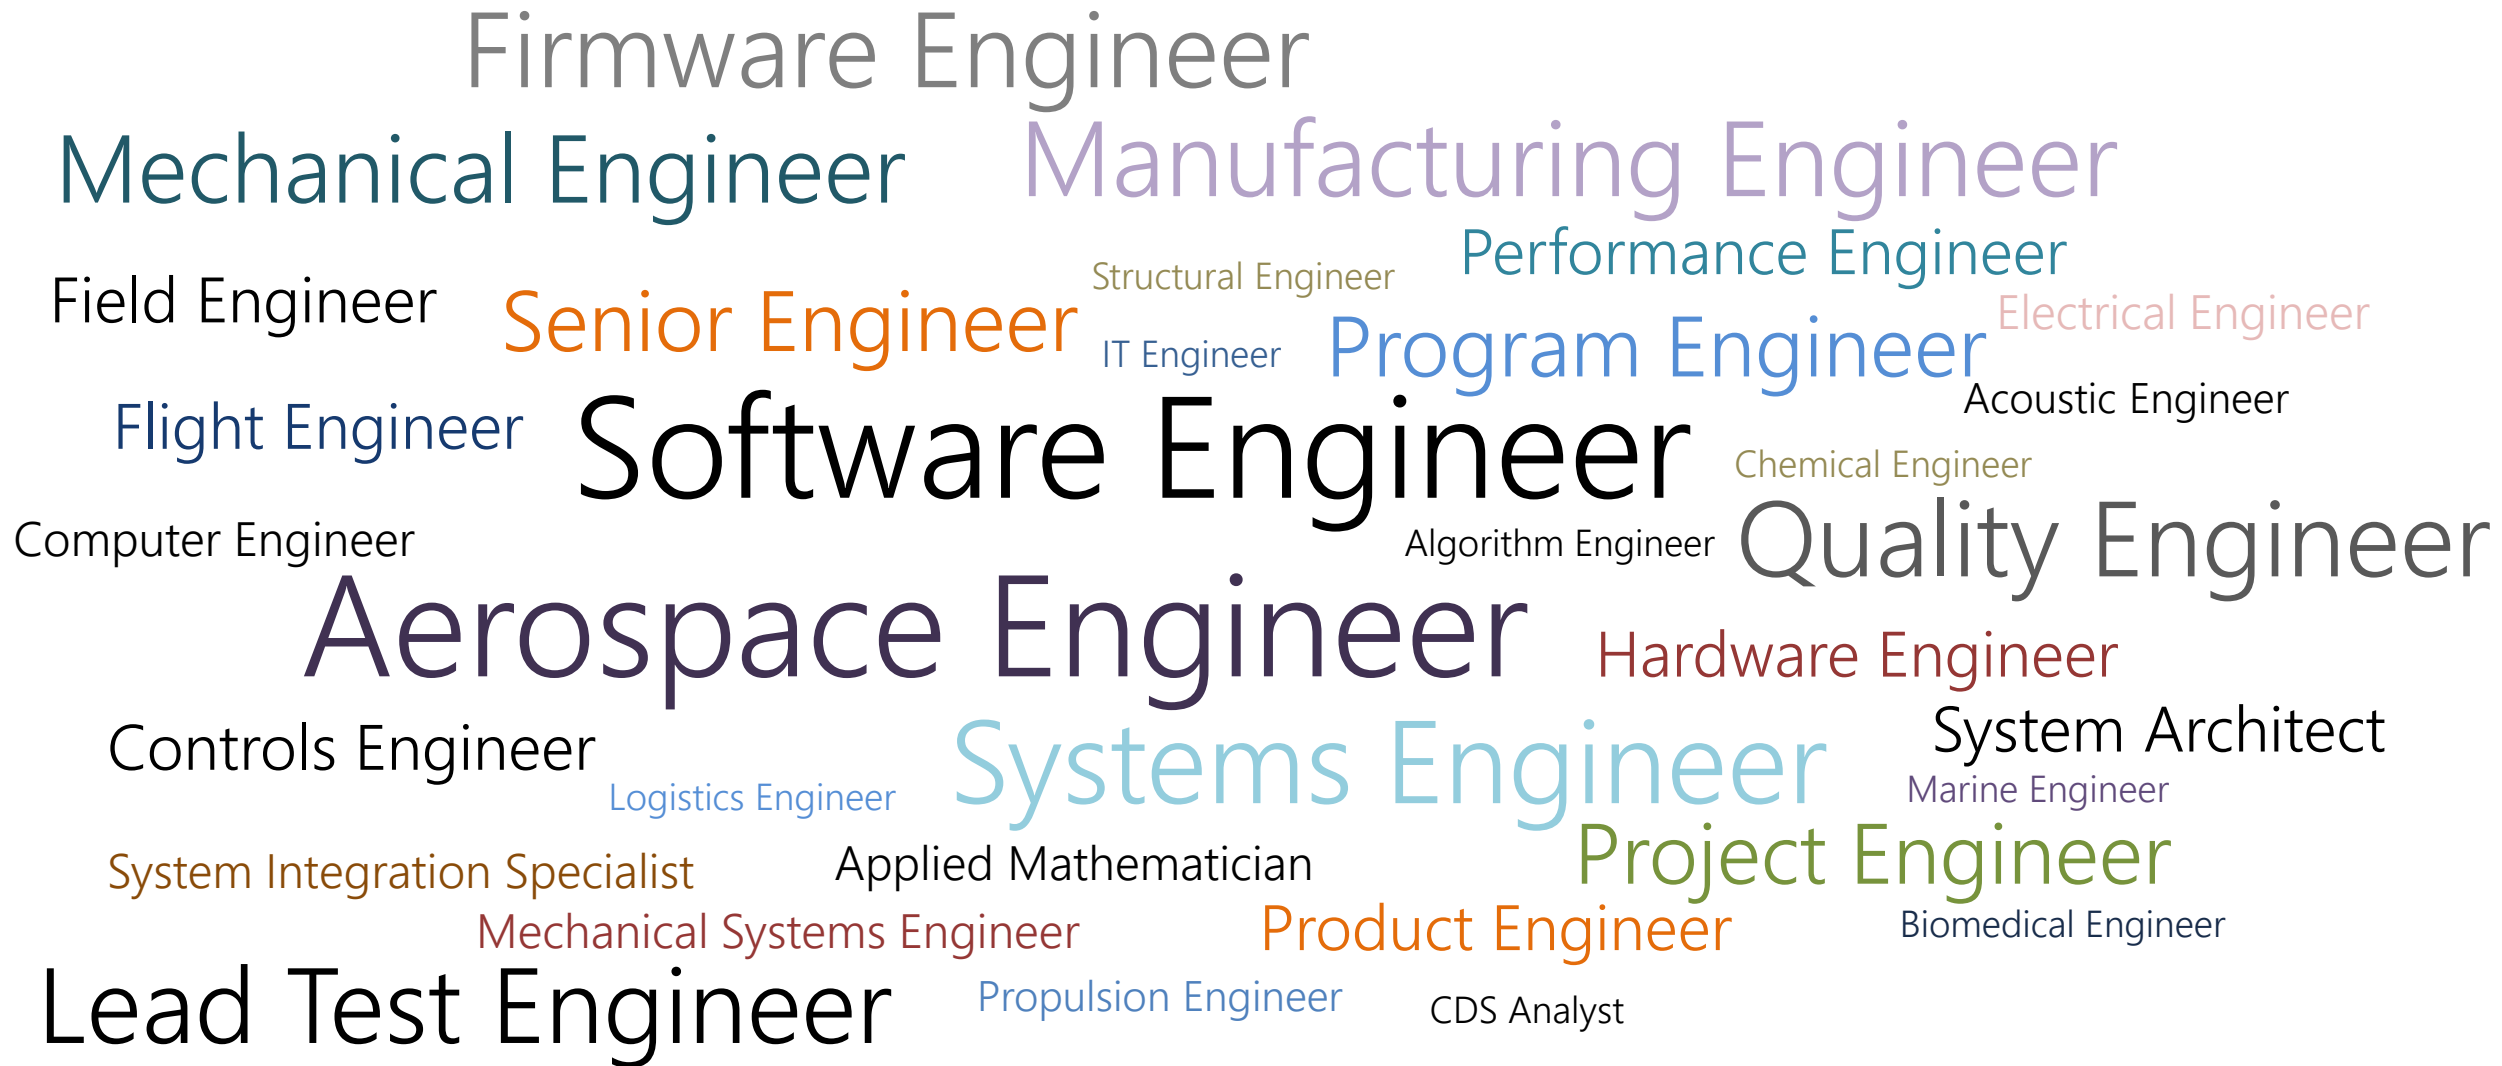 Firmware Engineer
Mechanical Engineer
Manufacturing Engineer
Performance Engineer
Structural Engineer
Field Engineer
Senior Engineer
Electrical Engineer
IT Engineer
Program Engineer
Acoustic Engineer
Flight Engineer
Software Engineer
Chemical Engineer
Computer Engineer
Algorithm Engineer
Quality Engineer
Aerospace Engineer
Hardware Engineer
Controls Engineer
Systems Engineer
System Architect
Logistics Engineer
Marine Engineer
System Integration Specialist
Applied Mathematician
Project Engineer
Mechanical Systems Engineer
Product Engineer
Biomedical Engineer
Lead Test Engineer
Propulsion Engineer
CDS Analyst